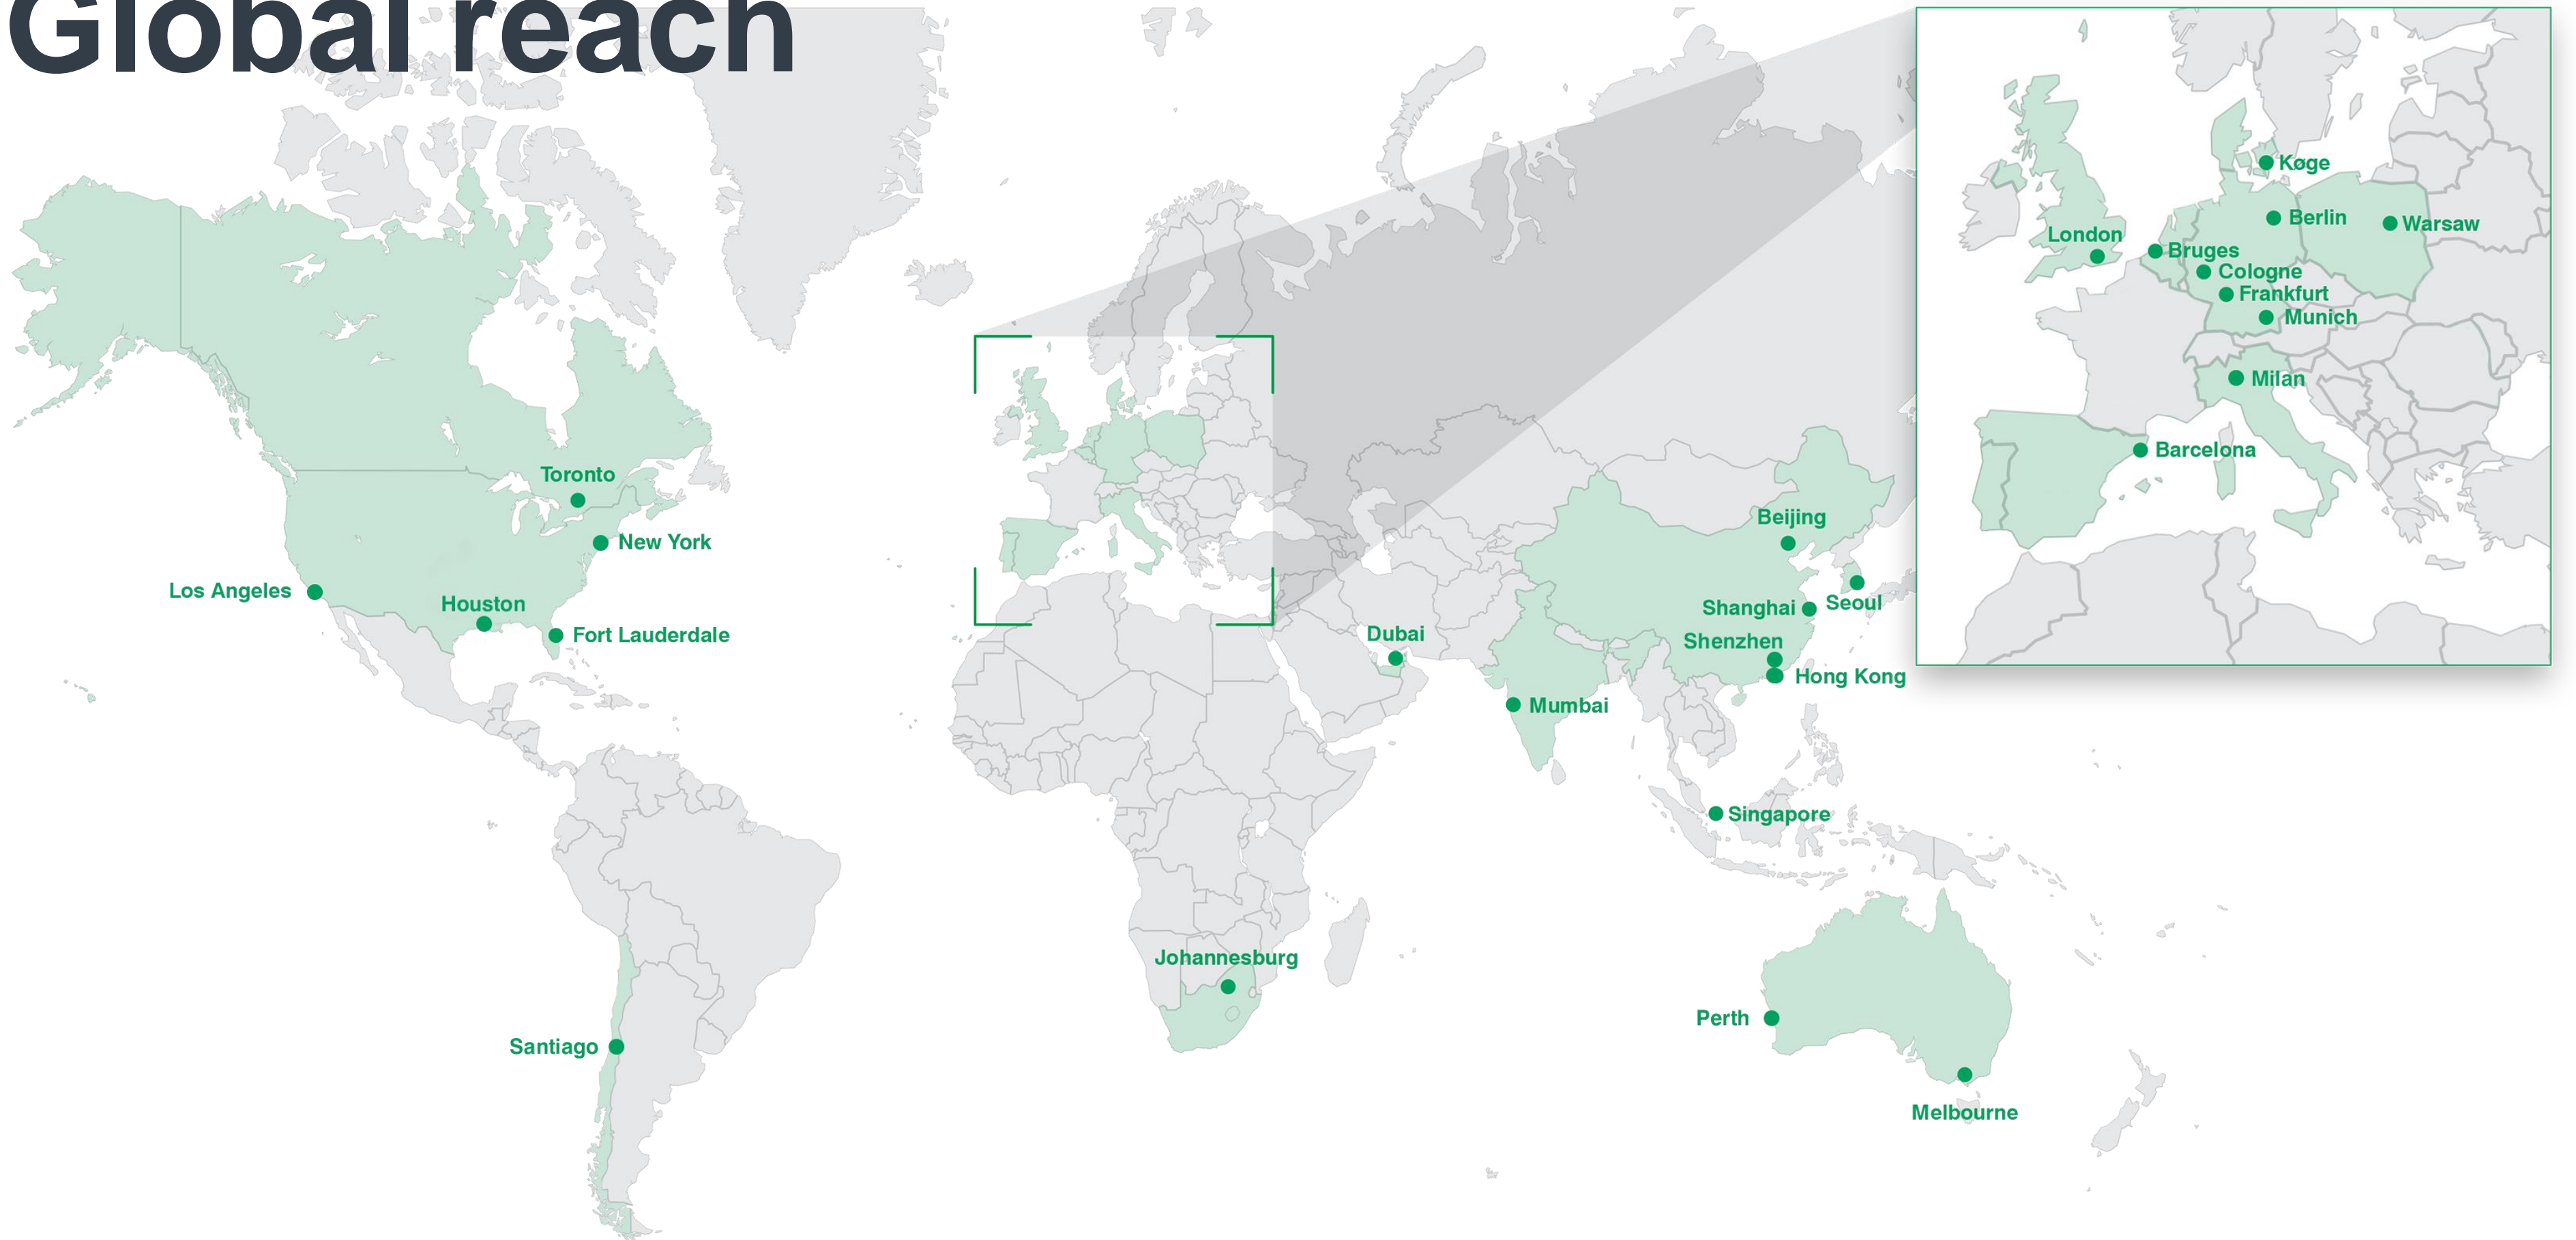 Global reach
Køge
Berlin
Warsaw
London
Bruges
Cologne
Frankfurt
Munich
Milan
Barcelona
Toronto
New York
Los Angeles
Houston
Fort Lauderdale
Beijing
Seoul
Shanghai
Dubai
Shenzhen
Hong Kong
Mumbai
Singapore
Johannesburg
Perth
Santiago
Melbourne